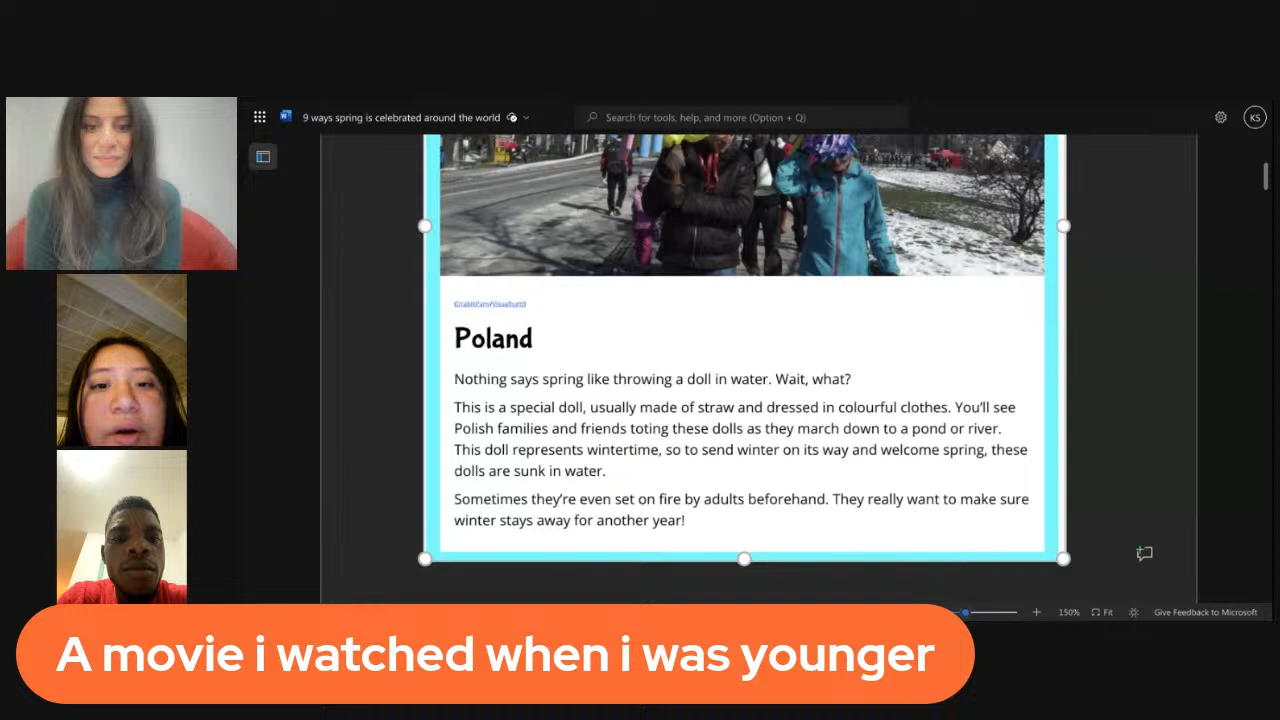 9 ways spring is celebrated around the world
Search for tools, help, and more (Option + Q)
KS
Poland
Nothing says spring like throwing a doll in water. Wait, what?
This is a special doll, usually made of straw and dressed in colourful clothes. You'll see
Polish families and friends toting these dolls as they march down to a pond or river.
This doll represents wintertime, so to send winter on its way and welcome spring, these
dolls are sunk in water.
Sometimes they're even set on fire by adults beforehand. They really want to make sure
winter stays away for another year!
150% Fit Give Feedback to Microsoft
A movie i watched when i was younger